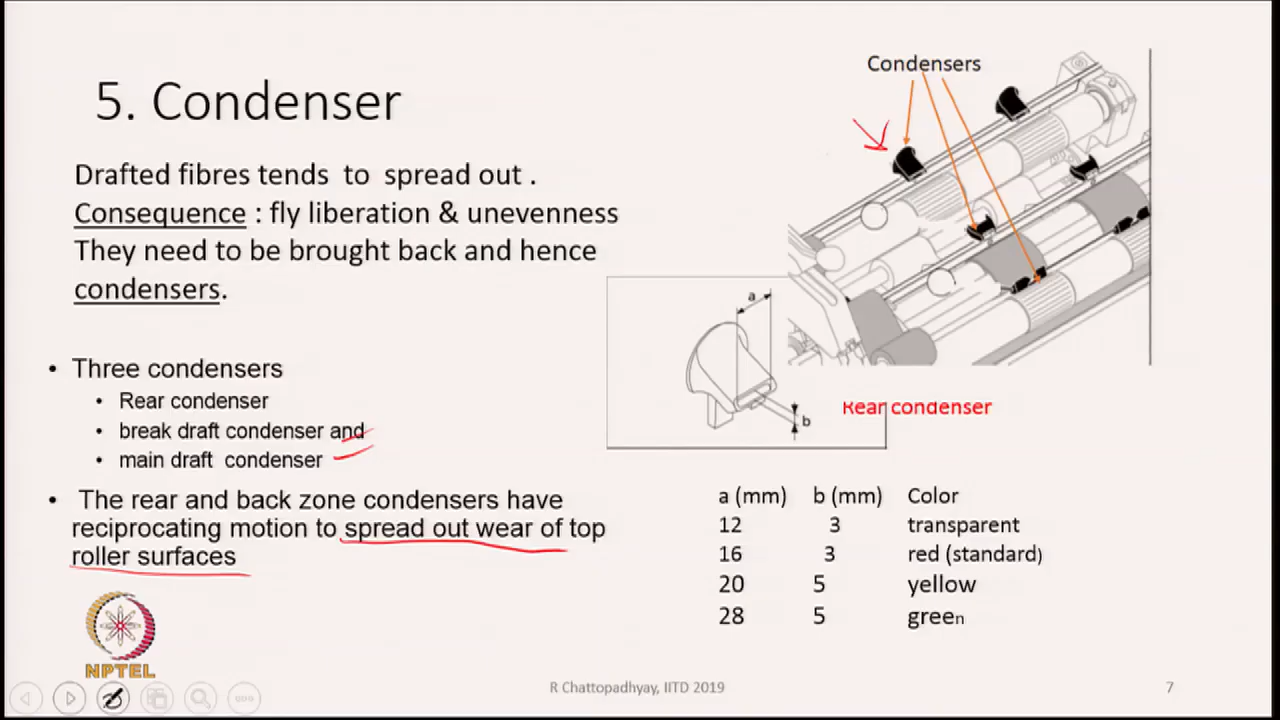 5. Condenser
Drafted fibres tends to spread out .
Consequence : fly liberation & unevenness
They need to be brought back and hence
condensers.
• Three condensers
• Rear condenser
• break draft condenser and
• main draft condenser
• The rear and back zone condensers have
reciprocating motion to spread out wear of top
roller surfaces
Condensers
a
b
Rear condenser
a (mm) b (mm) Color
12 3 transparent
16 3 red (standard)
20 5 yellow
28 5 green
NPTEL
R Chattopadhyay, IITD 2019
7